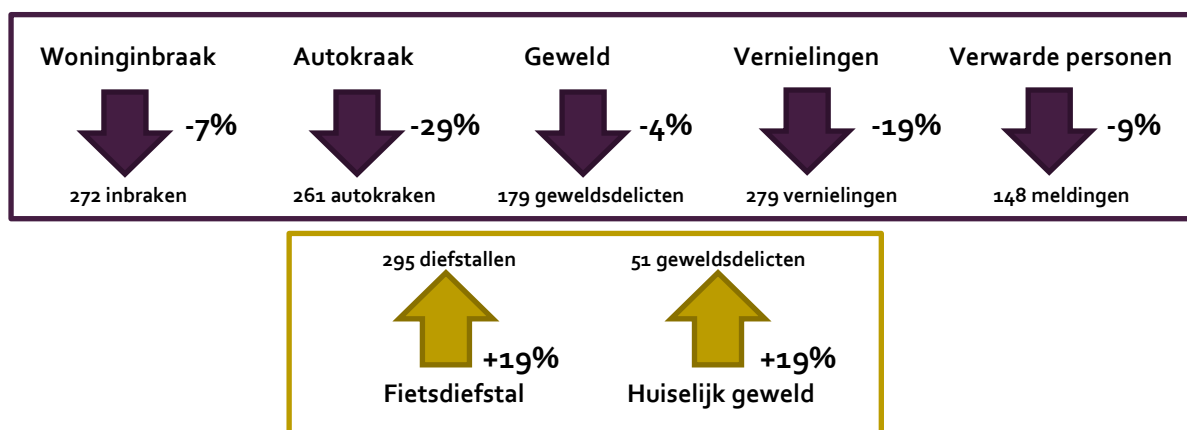 Woninginbraak
Autokraak
Geweld
Vernielingen
Verwarde personen
-7%
-29%
-4%
-19%
-9%
272 inbraken
261 autokraken
179 geweldsdelicten
279 vernielingen
148 meldingen
295 diefstallen
51 geweldsdelicten
+19%
+19%
Fietsdiefstal
Huiselijk geweld